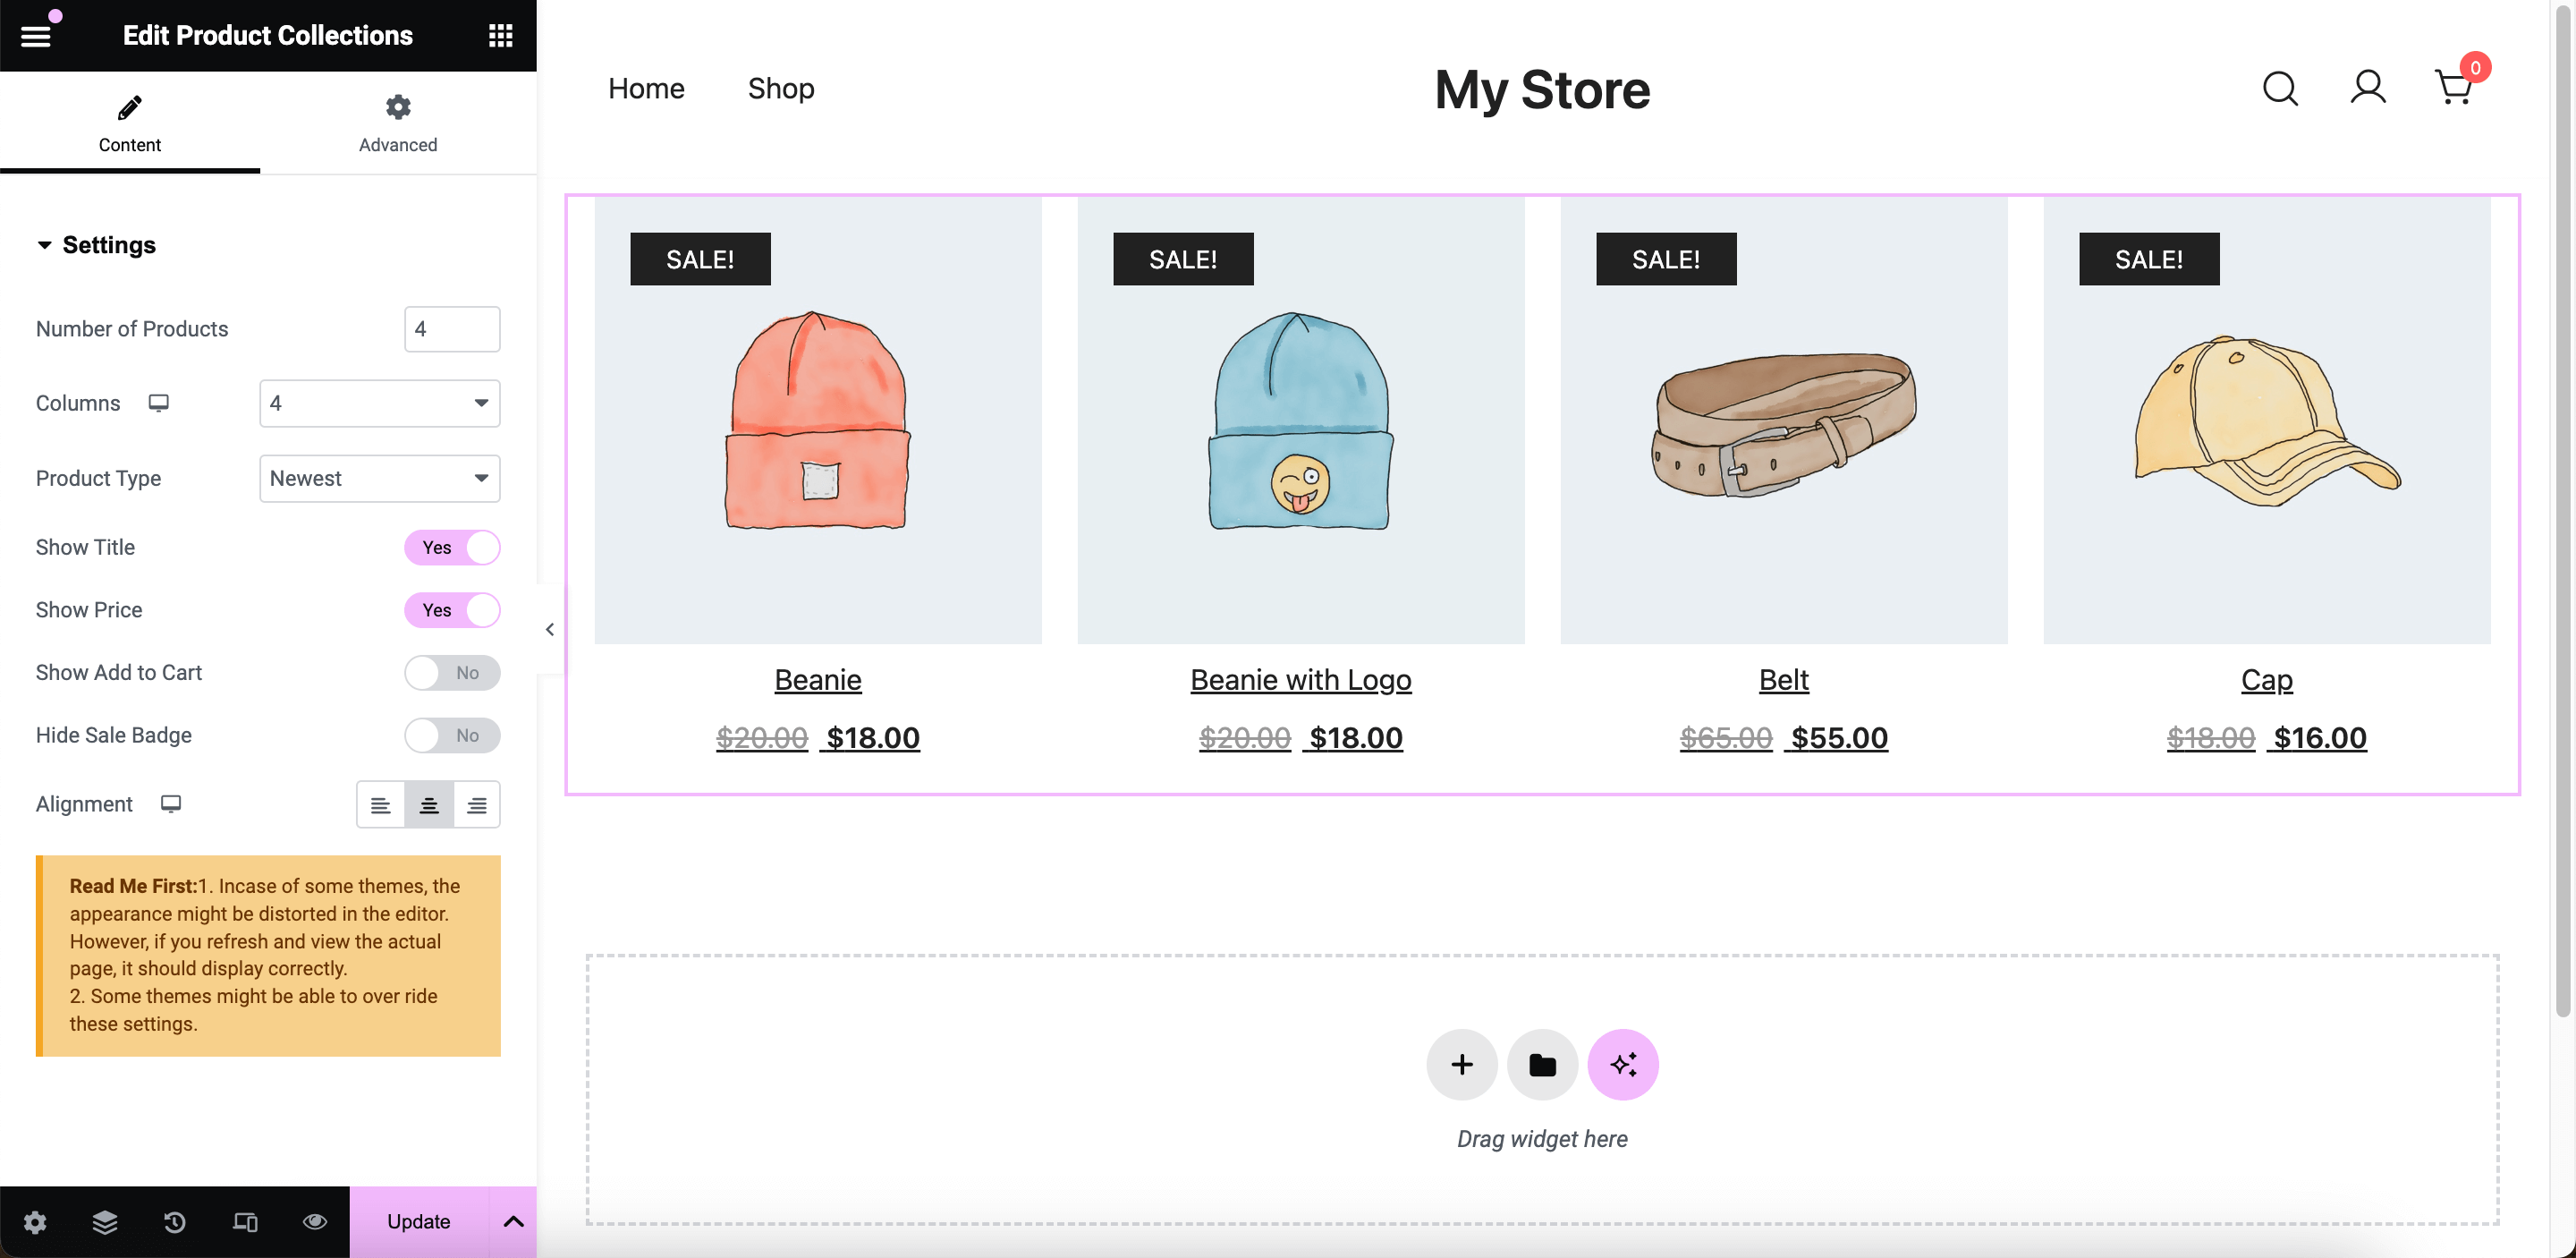 Edit Product Collections
Content
Advanced
Settings
Number of Products
4
Columns
4
Product Type
Newest
Show Title
Yes
Show Price
Yes
Show Add to Cart
No
Hide Sale Badge
No
Alignment
Read Me First:1. Incase of some themes, the
appearance might be distorted in the editor.
However, if you refresh and view the actual
page, it should display correctly.
2. Some themes might be able to over ride
these settings.
Update
Home
Shop
My Store
0
SALE!
SALE!
SALE!
SALE!
Beanie
Beanie with Logo
Belt
Cap
$20.00 $18.00
$20.00 $18.00
$65.00 $55.00
$18.00 $16.00
Drag widget here